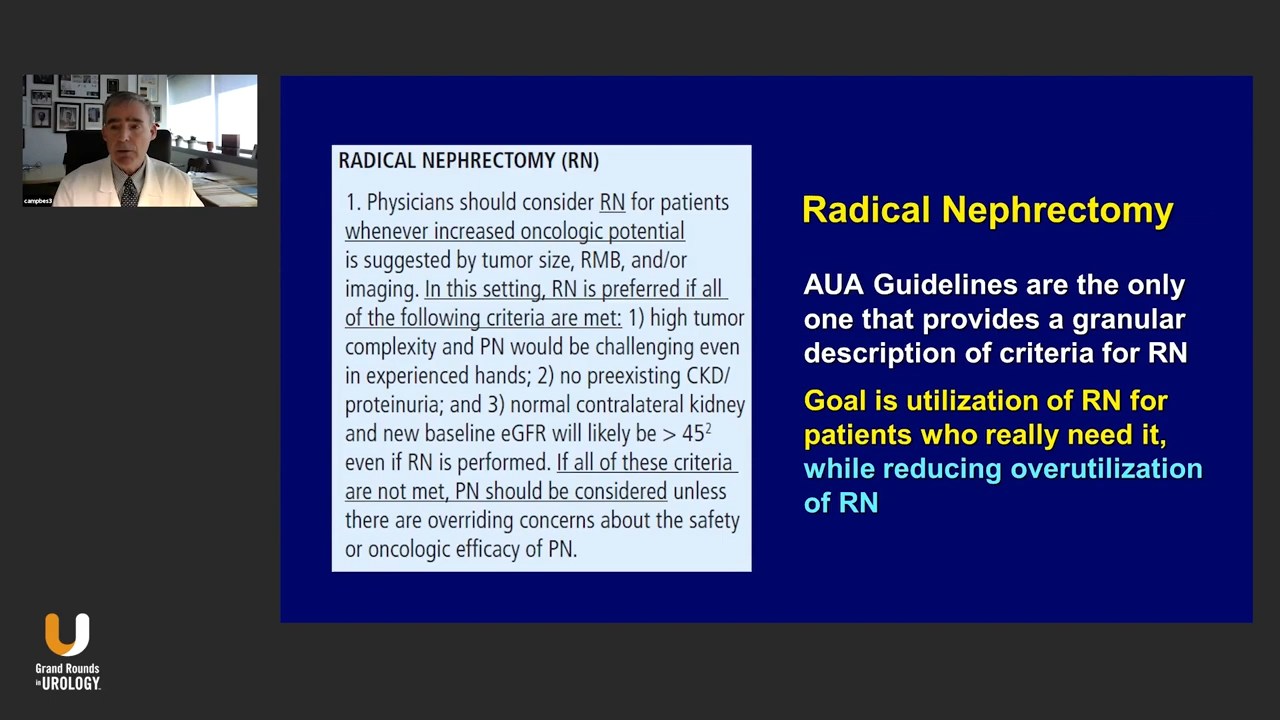 campbes3
RADICAL NEPHRECTOMY (RN)
1. Physicians should consider RN for patients
whenever increased oncologic potential
is suggested by tumor size, RMB, and/or
imaging. In this setting, RN is preferred if all
of the following criteria are met: 1) high tumor
complexity and PN would be challenging even
in experienced hands; 2) no preexisting CKD/
proteinuria; and 3) normal contralateral kidney
and new baseline eGFR will likely be > 45²
even if RN is performed. If all of these criteria
are not met, PN should be considered unless
there are overriding concerns about the safety
or oncologic efficacy of PN.
Radical Nephrectomy
AUA Guidelines are the only
one that provides a granular
description of criteria for RN
Goal is utilization of RN for
patients who really need it,
while reducing overutilization
of RN
Grand Rounds
in UROLOGY